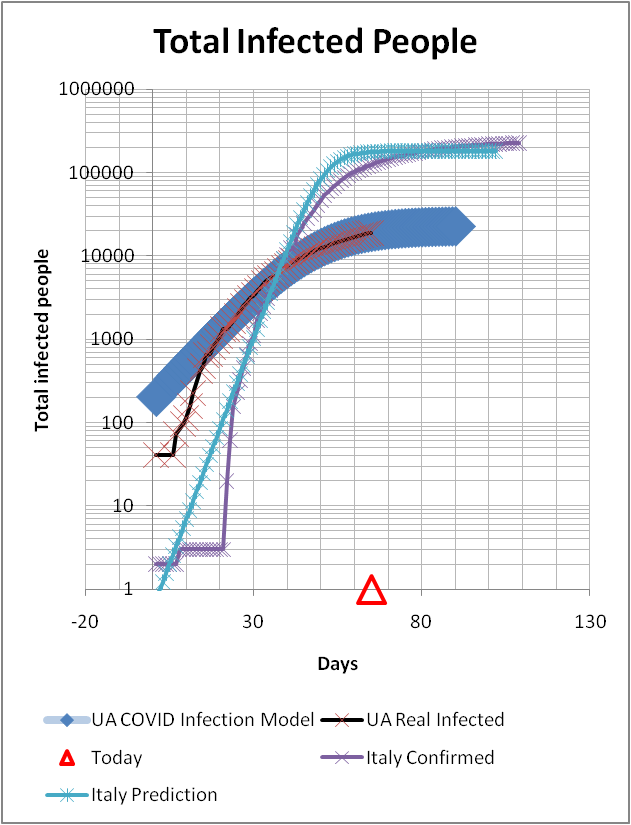 Total Infected People
1000000
100000
10000
1000
100
10
1
Total infected people
-20 30 80 130
Days
UA COVID Infection Model UA Real Infected
Today Italy Confirmed
Italy Prediction